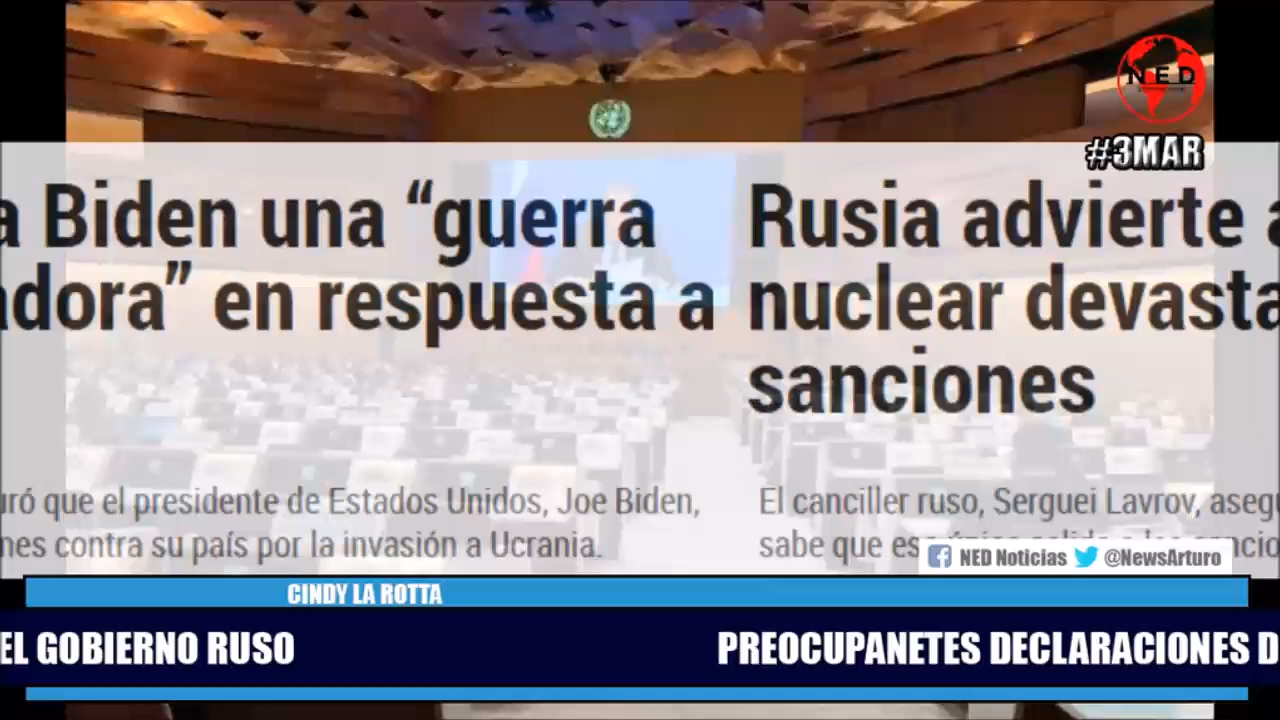 NED
#3MAR
a Biden una “guerra
adora” en respuesta a
Rusia advierte a
nuclear devasta
sanciones
uró que el presidente de Estados Unidos, Joe Biden,
nes contra su país por la invasión a Ucrania.
El canciller ruso, Serguei Lavrov, asegu
sabe que es
NED Noticias @NewsArturo
CINDY LA ROTTA
EL GOBIERNO RUSO
PREOCUPANETES DECLARACIONES D